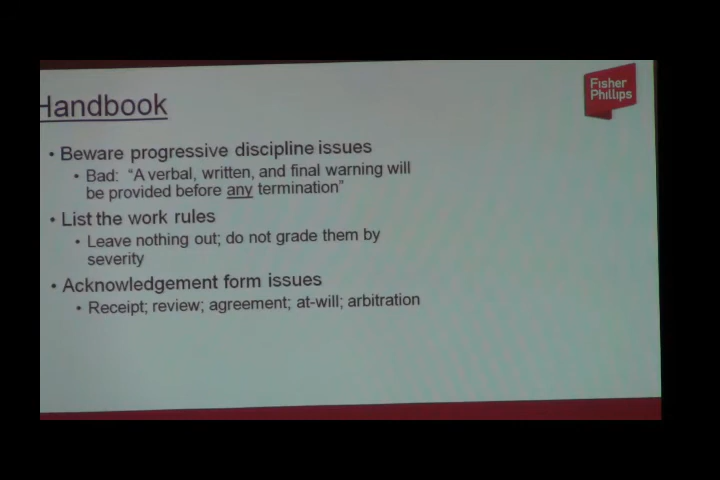 Handbook
Fisher
Phillips
• Beware progressive discipline issues
• Bad: "A verbal, written, and final warning will
be provided before any termination"
• List the work rules
• Leave nothing out; do not grade them by
severity
• Acknowledgement form issues
• Receipt; review; agreement; at-will; arbitration